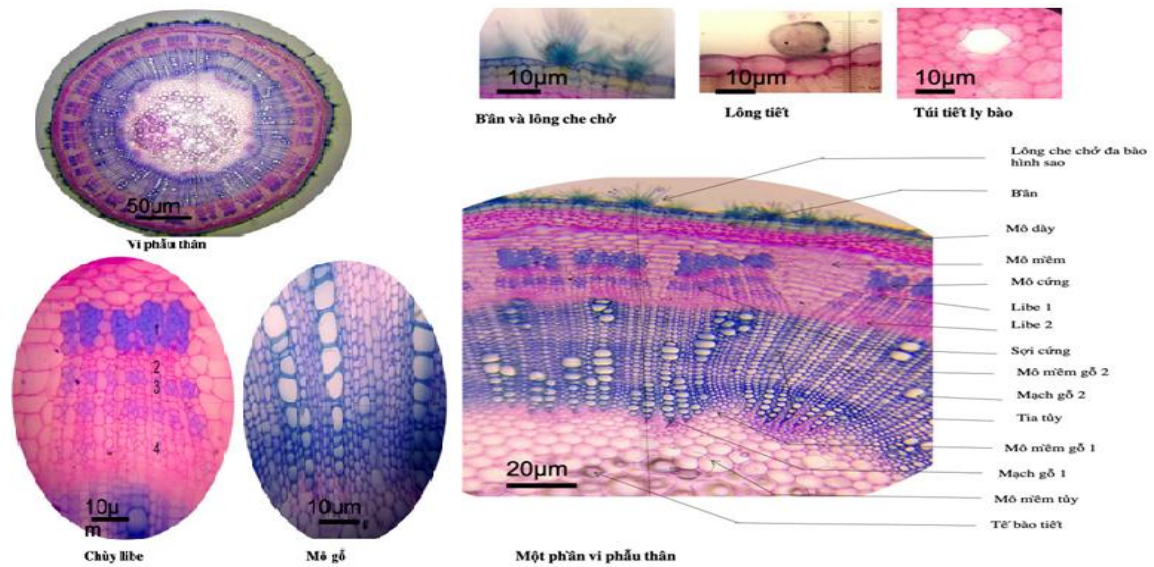 50µm
Vi phẫu thân
10µm
Bần và lông che chở
10µm
Lông tiết
10µm
Túi tiết ly bào
Lông che chở đa bào
hình sao
Bần
Mô dày
Mô mềm
Mô cứng
Libe 1
Libe 2
Sợi cứng
Mô mềm gỗ 2
Mạch gỗ 2
Tia tủy
Mô mềm gỗ 1
Mạch gỗ 1
Mô mềm tủy
Tế bào tiết
20µm
Một phần vi phẫu thân
1
2
3
4
10µ
m
Chùy libe
10µm
Mô gỗ